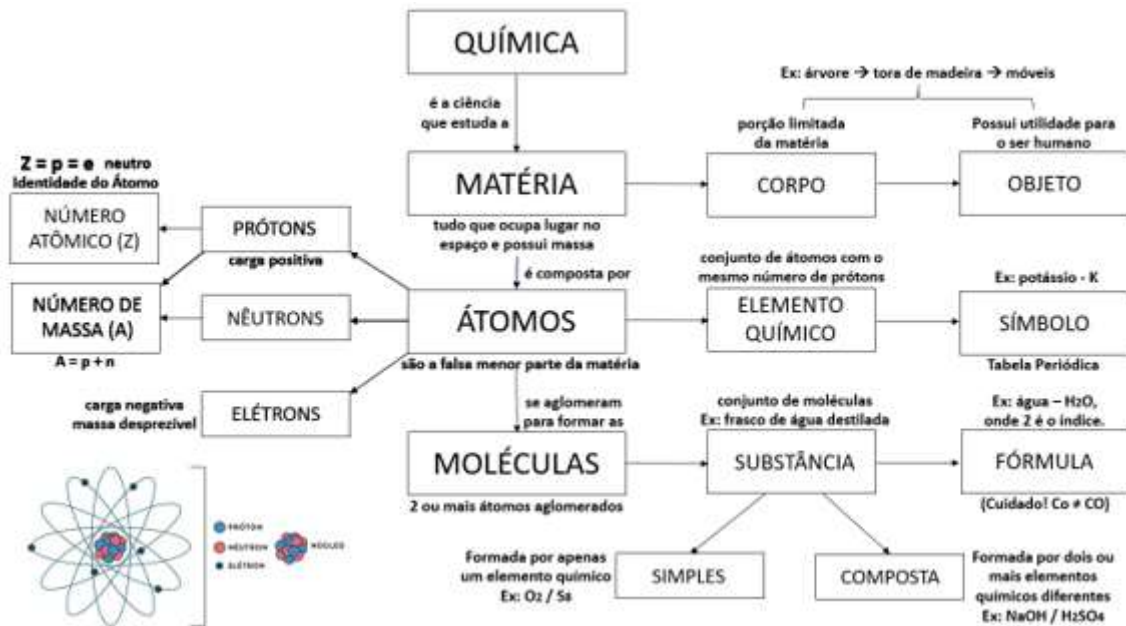 QUÍMICA
é a ciência
que estuda a
Ex: árvore → tora de madeira → móveis
porção limitada
da matéria
Possui utilidade para
o ser humano
MATÉRIA
CORPO
OBJETO
tudo que ocupa lugar no
espaço e possui massa
Z = p = e neutro
Identidade do Átomo
NÚMERO
ATÔMICO (Z)
PRÓTONS
carga positiva
é composta por
conjunto de átomos com o
mesmo número de prótons
Ex: potássio - K
NÚMERO DE
MASSA (A)
A = p + n
NÊUTRONS
ÁTOMOS
ELEMENTO
QUÍMICO
SÍMBOLO
são a falsa menor parte da matéria
Tabela Periódica
carga negativa
massa desprezível
ELÉTRONS
se aglomeram
para formar as
conjunto de moléculas
Ex: frasco de água destilada
Ex: água – H2O,
onde 2 é o índice.
MOLÉCULAS
SUBSTÂNCIA
FÓRMULA
2 ou mais átomos aglomerados
(Cuidado! Co ≠ CO)
PRÓTON
NÊUTRON
ELÉTRON
NÚCLEO
Formada por apenas
um elemento químico
Ex: O2 / S8
SIMPLES
COMPOSTA
Formada por dois ou
mais elementos
químicos diferentes
Ex: NaOH / H2SO4